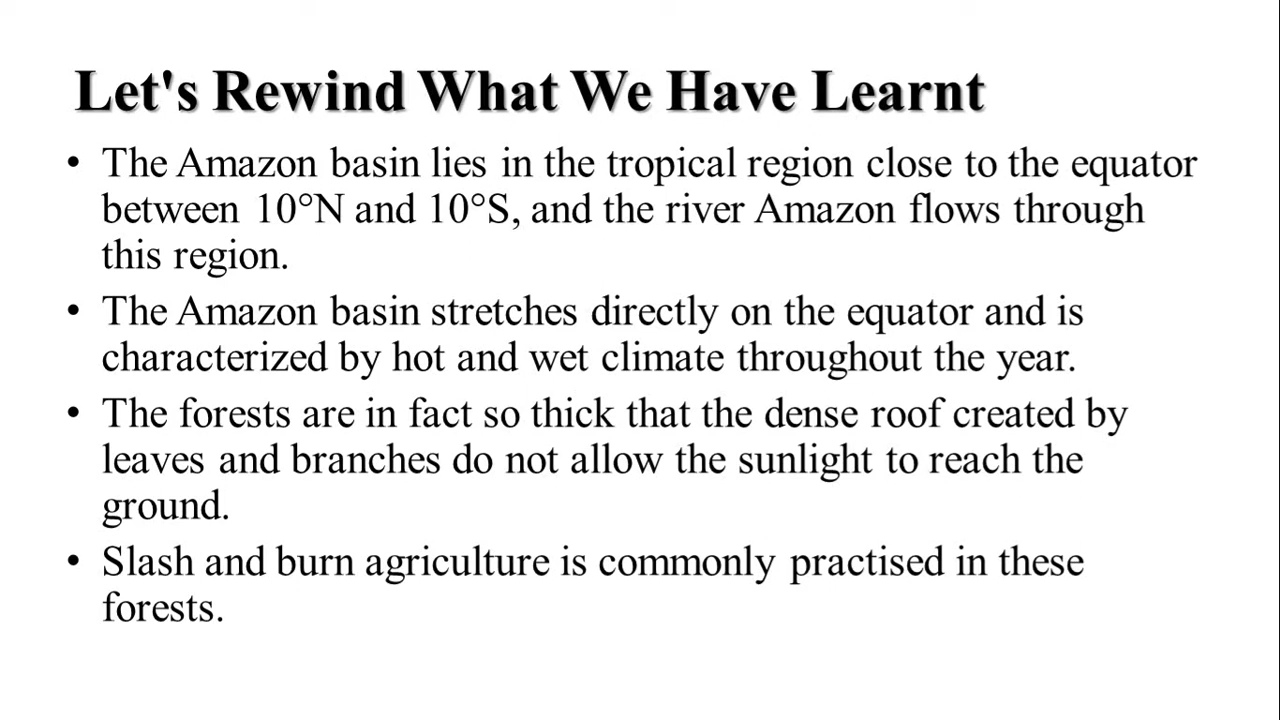 Let's Rewind What We Have Learnt
• The Amazon basin lies in the tropical region close to the equator
between 10°N and 10°S, and the river Amazon flows through
this region.
• The Amazon basin stretches directly on the equator and is
characterized by hot and wet climate throughout the year.
• The forests are in fact so thick that the dense roof created by
leaves and branches do not allow the sunlight to reach the
ground.
• Slash and burn agriculture is commonly practised in these
forests.